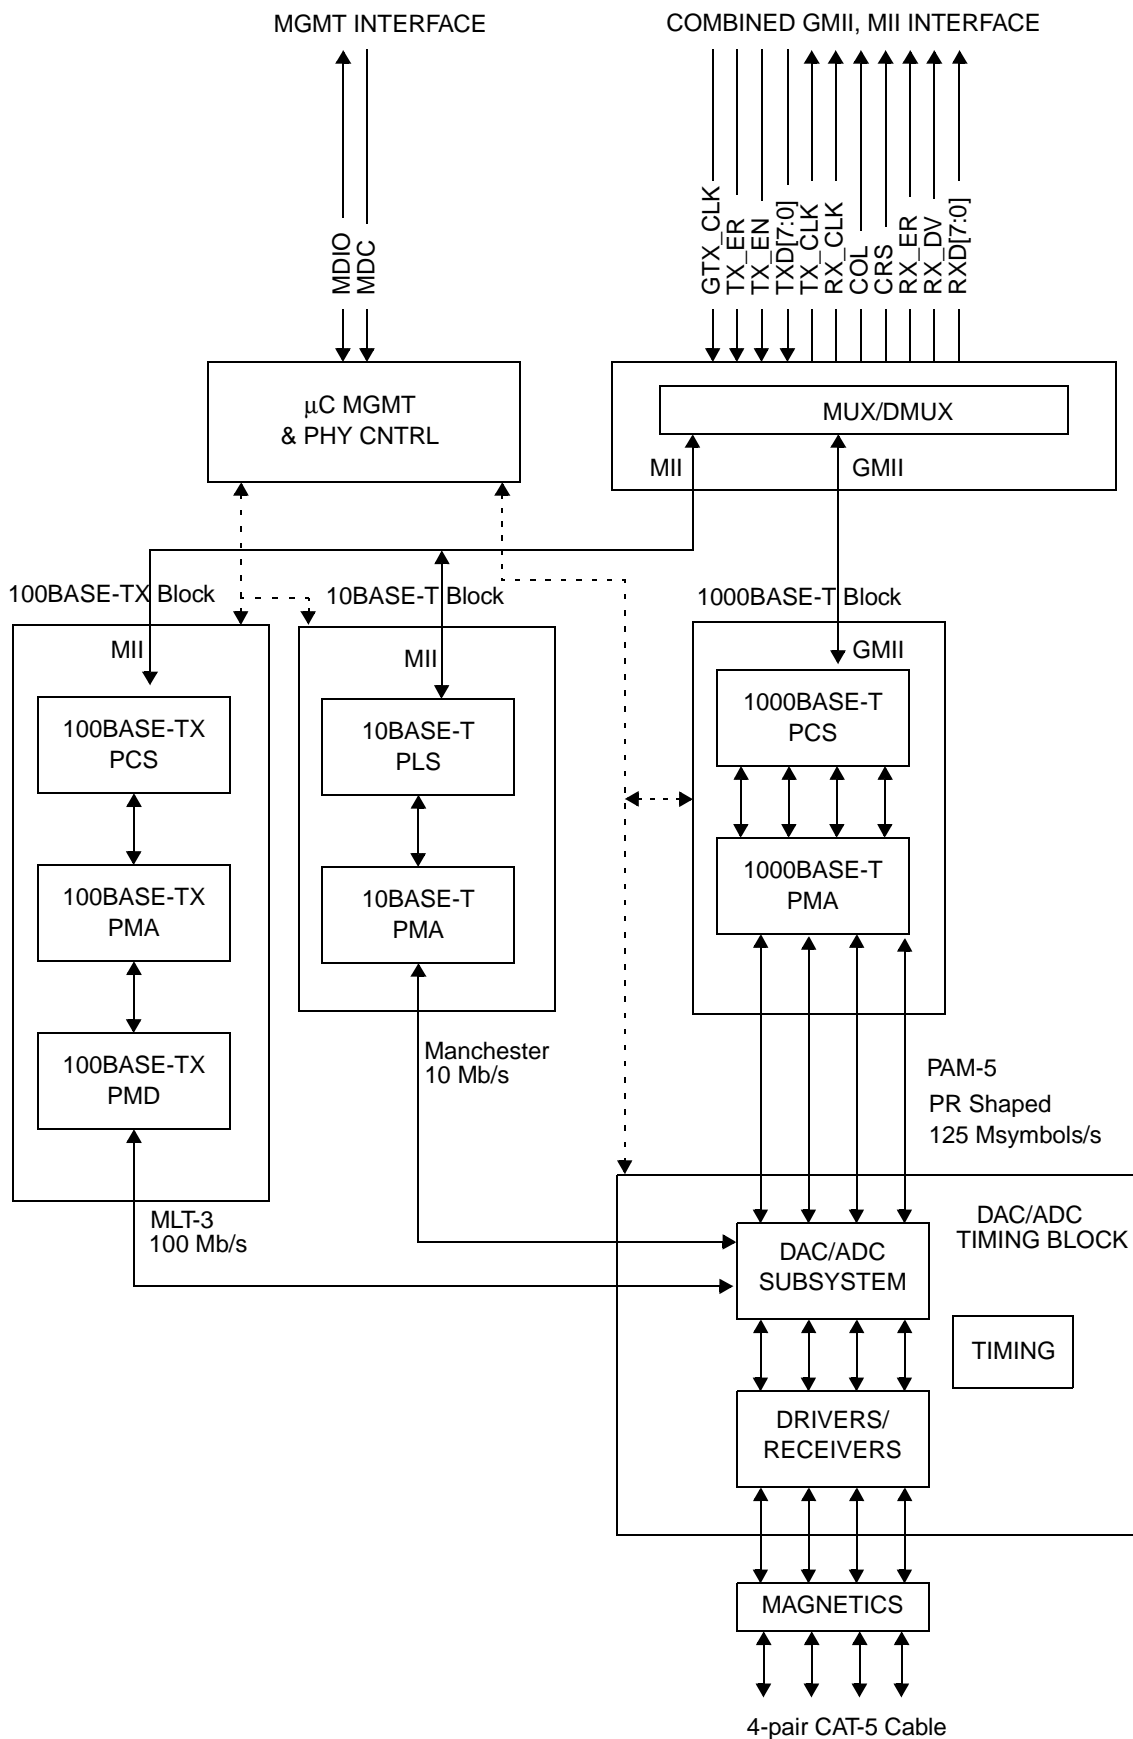 MGMT INTERFACE
COMBINED GMII, MII INTERFACE
MDIO
MDC
GTX_CLK
TX_ER
TX_EN
TXD[7:0]
TX_CLK
RX_CLK
COL
CRS
RX_ER
RX_DV
RXD[7:0]
μC MGMT
& PHY CNTRL
MUX/DMUX
MII
GMII
100BASE-TX Block
10BASE-T Block
1000BASE-T Block
MII
MII
GMII
100BASE-TX
PCS
10BASE-T
PLS
1000BASE-T
PCS
100BASE-TX
PMA
10BASE-T
PMA
1000BASE-T
PMA
100BASE-TX
PMD
Manchester
10 Mb/s
PAM-5
PR Shaped
125 Msymbols/s
MLT-3
100 Mb/s
DAC/ADC
TIMING BLOCK
DAC/ADC
SUBSYSTEM
TIMING
DRIVERS/
RECEIVERS
MAGNETICS
4-pair CAT-5 Cable